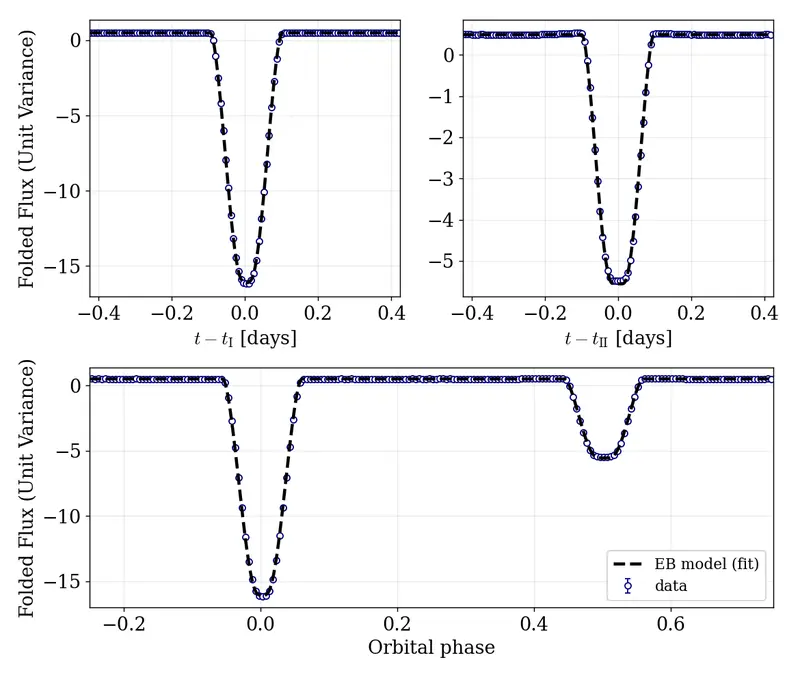 Folded Flux (Unit Variance)
0
−5
−10
−15
−0.4 −0.2 0.0 0.2 0.4
t − t_I [days]
0
−1
−2
−3
−4
−5
−0.4 −0.2 0.0 0.2 0.4
t − t_II [days]
Folded Flux (Unit Variance)
0
−5
−10
−15
−0.2 0.0 0.2 0.4 0.6
Orbital phase
EB model (fit)
data